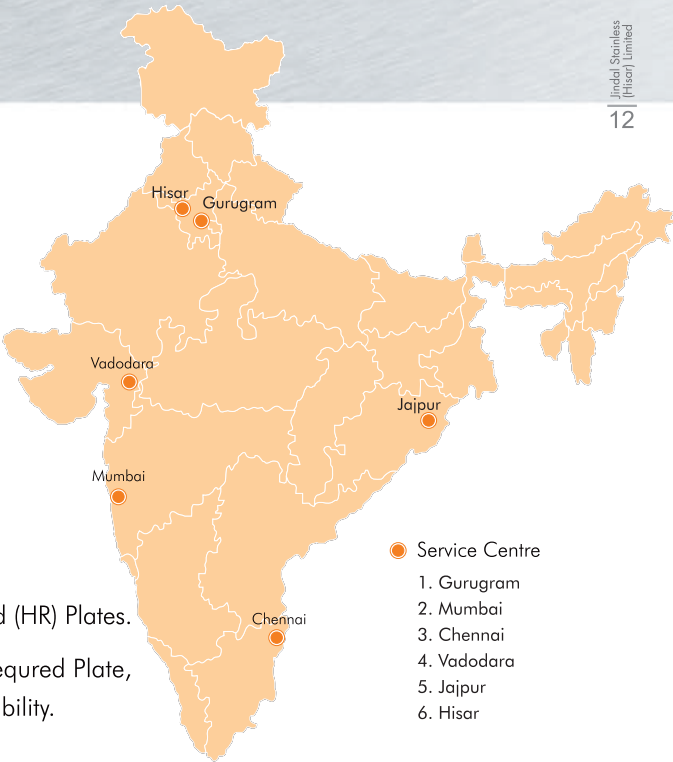 Jindal Stainless
(Hisar) Limited
12
Hisar
Gurugram
Vadodara
Jajpur
Mumbai
Chennai
d (HR) Plates.
equred Plate,
bility.
Service Centre
1. Gurugram
2. Mumbai
3. Chennai
4. Vadodara
5. Jajpur
6. Hisar